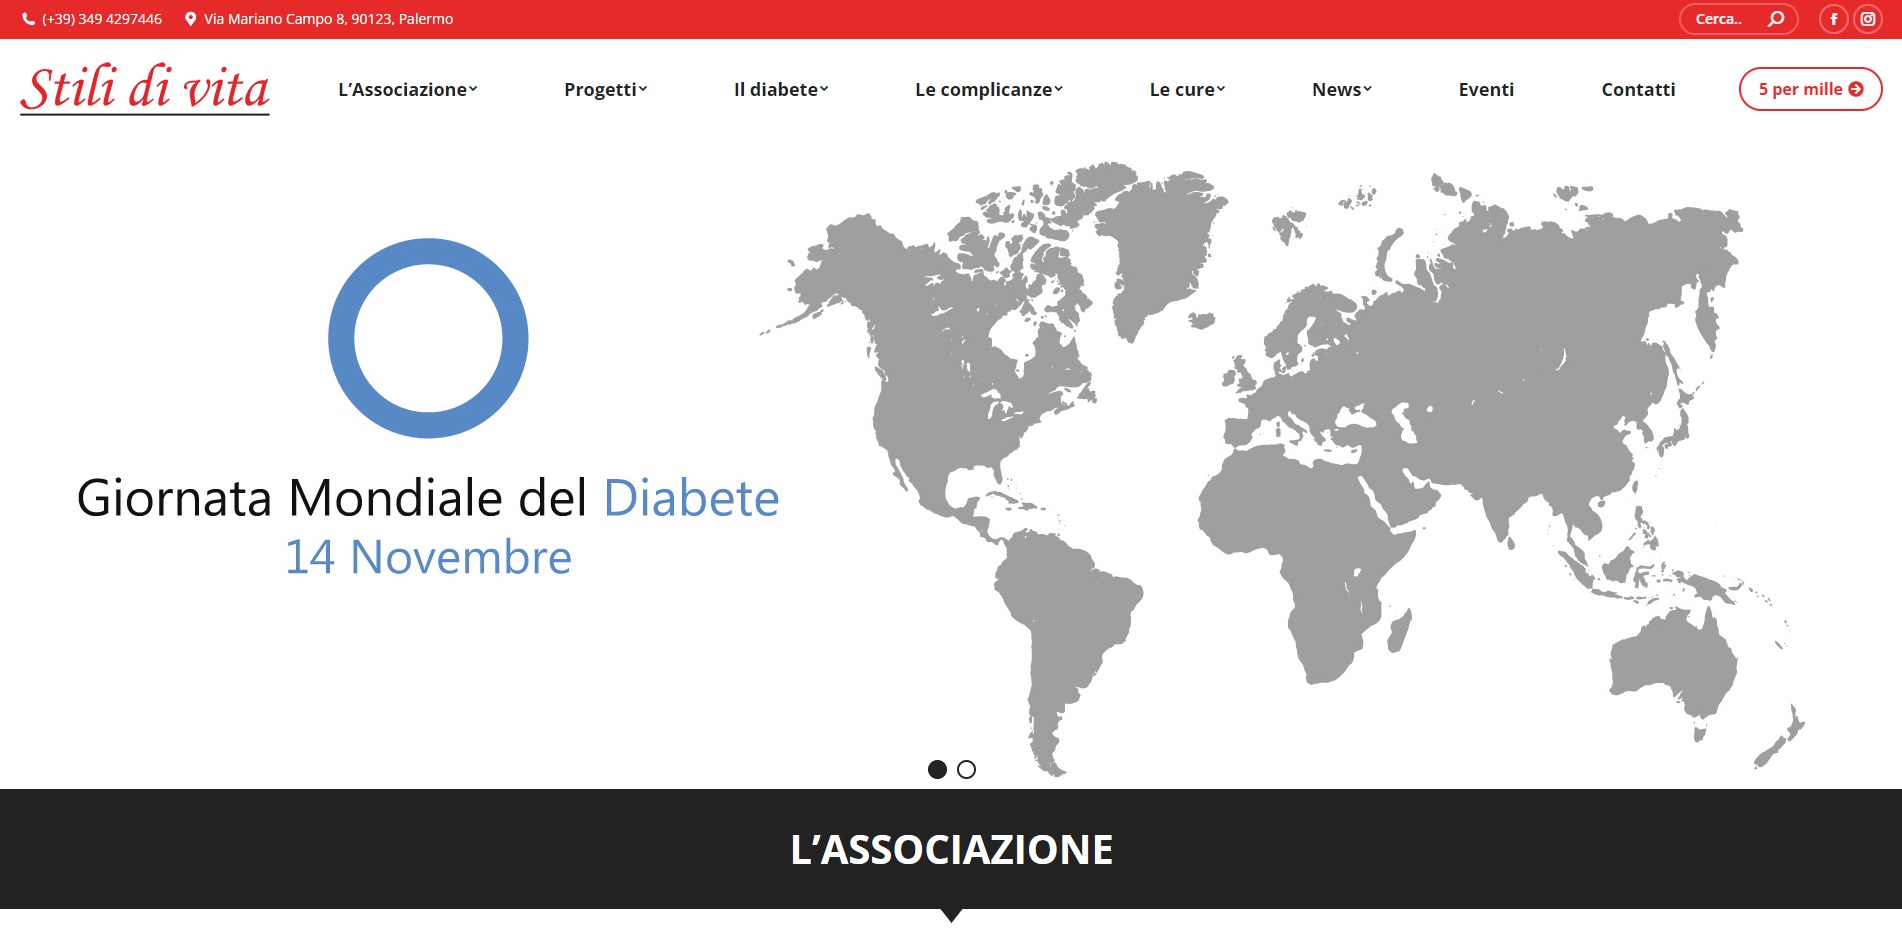 (+39) 349 4297446 Via Mariano Campo 8, 90123, Palermo Cerca..
Stili di vita L’Associazione Progetti Il diabete Le complicanze Le cure News Eventi Contatti 5 per mille
Giornata Mondiale del Diabete
14 Novembre
L’ASSOCIAZIONE